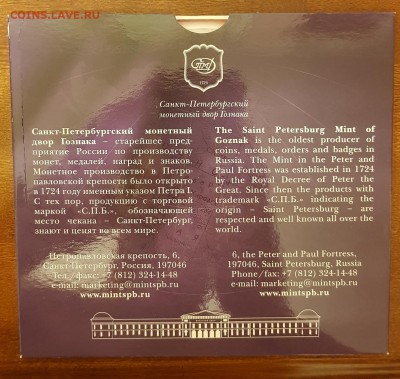 COINS.LAVE.RU
СПМД
1724
Санкт-Петербургский
монетный двор Гознака
Санкт-Петербургский монетный
двор Гознака – старейшее пред-
приятие России по производству
монет, медалей, наград и знаков.
Монетное производство в Петро-
павловской крепости было открыто
в 1724 году именным указом Петра I.
С тех пор, продукцию с торговой
маркой «С.П.Б.», обозначающей
место чекана – Санкт-Петербург,
знают и ценят во всем мире.
Петропавловская крепость, 6,
Санкт-Петербург, Россия, 197046
Тел./факс: +7 (812) 324-14-48
e-mail: marketing@mintspb.ru
www.mintspb.ru
The Saint Petersburg Mint of
Goznak is the oldest producer of
coins, medals, orders and badges in
Russia. The Mint in the Peter and
Paul Fortress was established in 1724
by the Royal Decree of Peter the
Great. Since then the products with
trademark «С.П.Б.» indicating the
origin – Saint Petersburg – are
respected and well known all over the
world.
6, the Peter and Paul Fortress,
197046, Saint Petersburg, Russia
Phone/fax: +7 (812) 324-14-48
e-mail: marketing@mintspb.ru
www.mintspb.ru